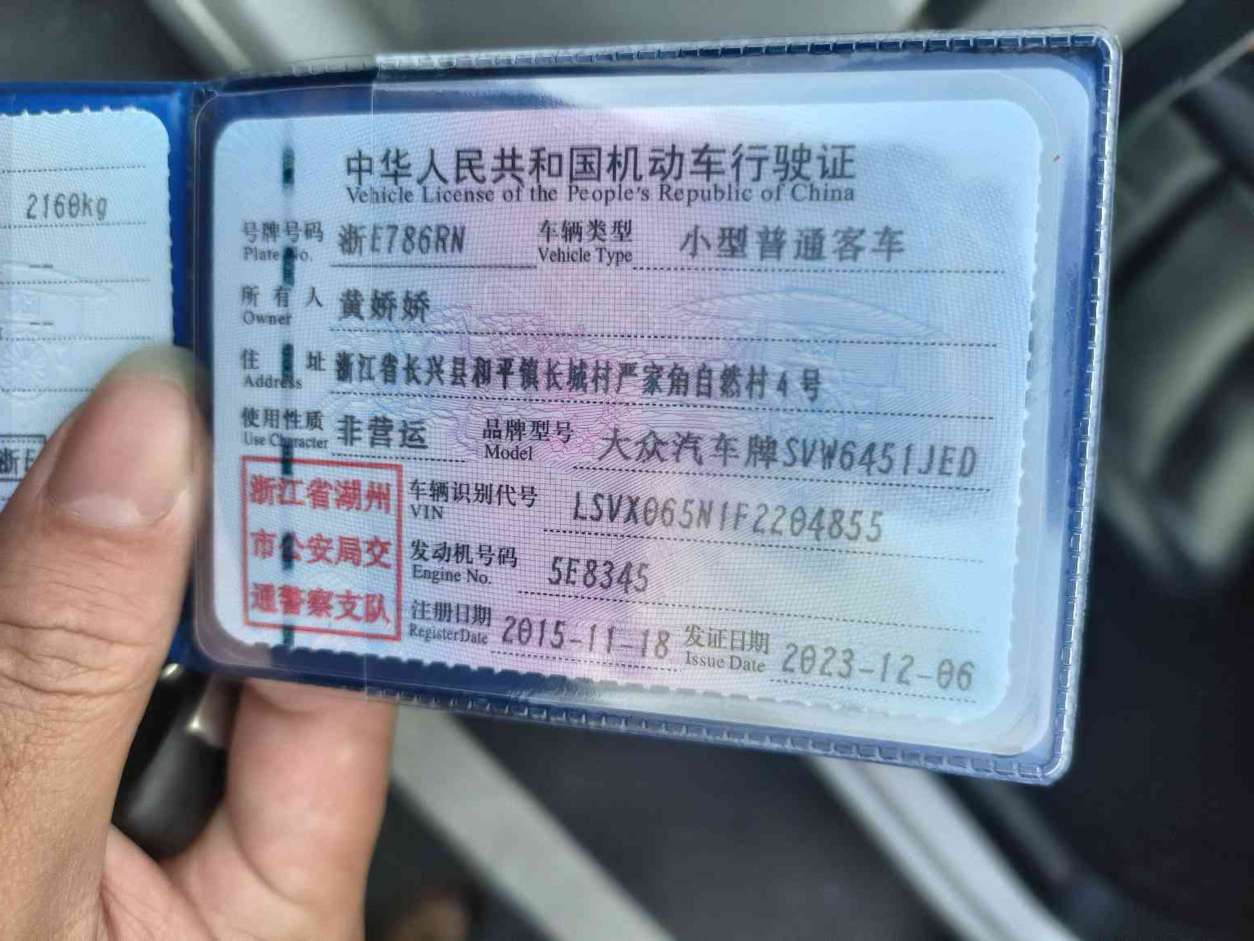 2160kg
中华人民共和国机动车行驶证
Vehicle License of the People's Republic of China
号牌号码 浙E786RN 车辆类型 小型普通客车
Plate No. Vehicle Type
所有人 黄娇娇
Owner
住址 浙江省长兴县和平镇长城村严家角自然村4号
Address
使用性质 非营运 品牌型号 大众汽车牌SVW6451JED
Use Character Model
浙江省湖州
市公安局交
通警察支队
车辆识别代号 LSVX065N1F2204855
VIN
发动机号码 5E8345
Engine No.
注册日期 2015-11-18 发证日期 2023-12-06
Register Date Issue Date
浙E